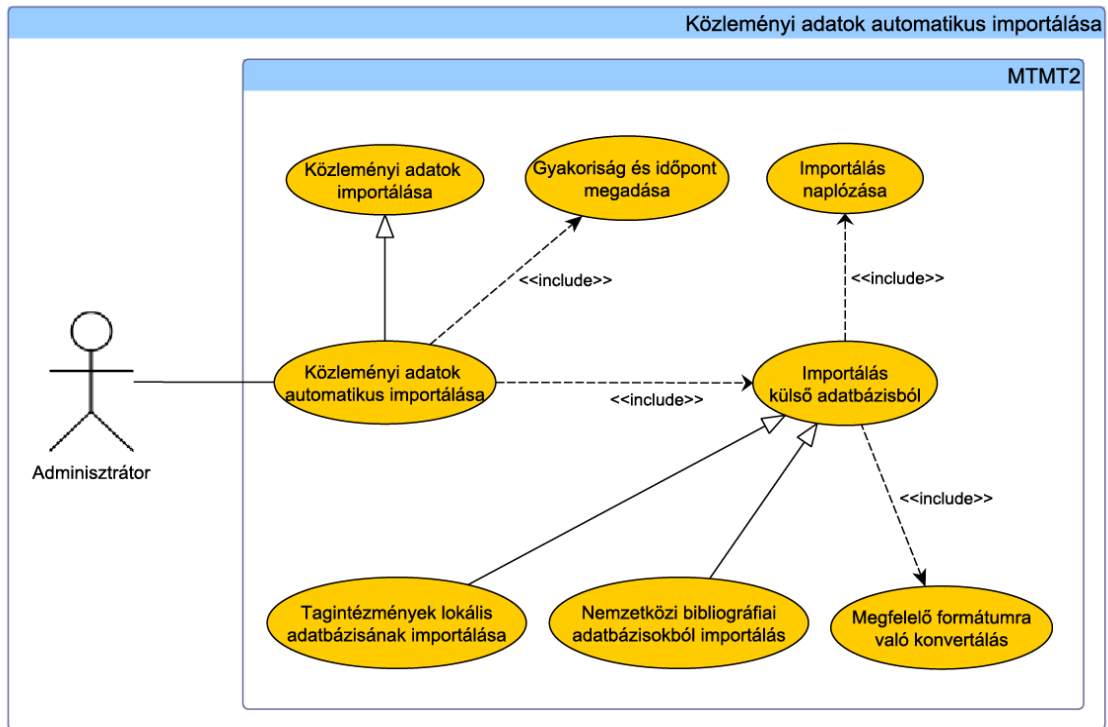 Közleményi adatok automatikus importálása
MTMT2
Közleményi adatok
importálása
Gyakoriság és időpont
megadása
Importálás
naplózása
<<include>>
<<include>>
Közleményi adatok
automatikus importálása
<<include>>
Importálás
külső adatbázisból
Adminisztrátor
<<include>>
Tagintézmények lokális
adatbázisának importálása
Nemzetközi bibliográfiai
adatbázisokból importálás
Megfelelő formátumra
való konvertálás